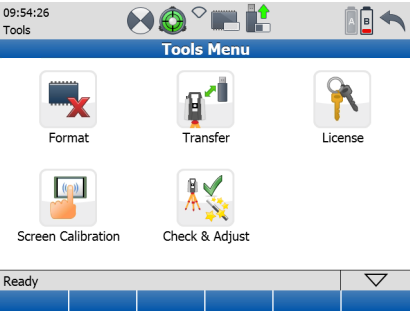 09:54:26
Tools
A B
Tools Menu
Format
Transfer
License
Screen Calibration
Check & Adjust
Ready